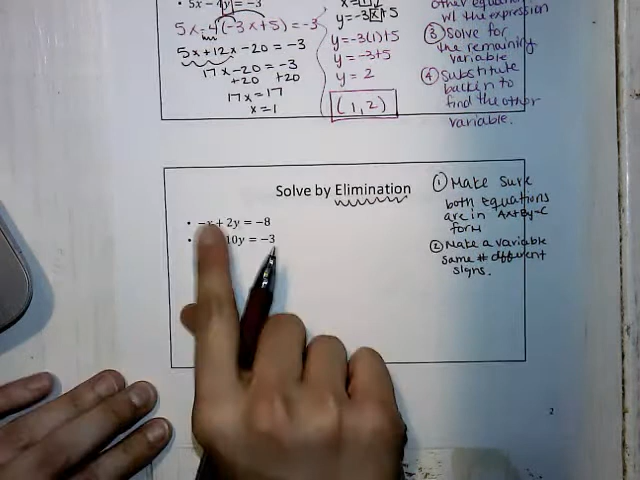 5x - 4y = -3
5x-4(-3x+5) = -3
5x+12x-20 = -3
17x-20 = -3
+20 +20
17x = 17
x=1
y=-3x+5
y=-3(1)+5
y=-3+5
y=2
(1,2)
other equation
w/ the expression
③ Solve for
the remaining
variable
④ Substitute
back in to
find the other
variable.
Solve by Elimination
• -x + 2y = -8
• 10y = -3
① Make sure
both equations
are in Ax+By=C
form
② Make a variable
same # different
signs.
2